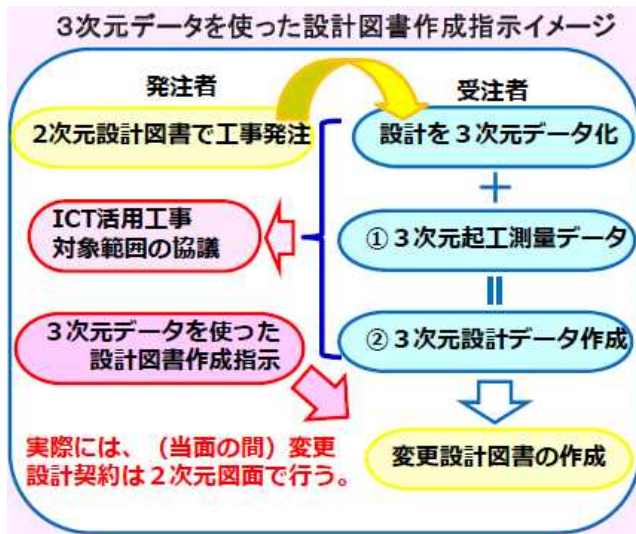 3次元データを使った設計図書作成指示イメージ
発注者
受注者
2次元設計図書で工事発注
設計を3次元データ化
＋
ICT活用工事
対象範囲の協議
①3次元起工測量データ
＝
3次元データを使った
設計図書作成指示
②3次元設計データ作成
実際には、（当面の間）変更
設計契約は2次元図面で行う。
変更設計図書の作成